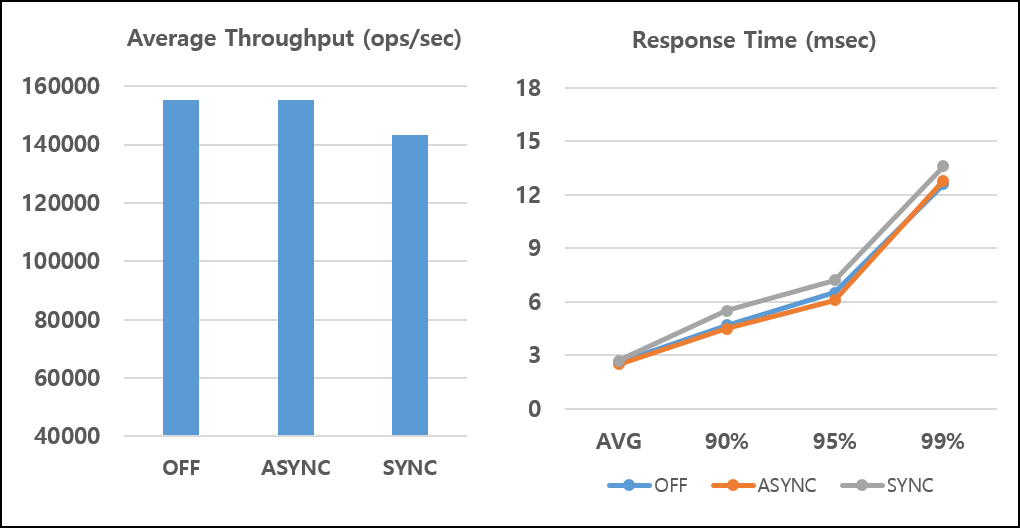 Average Throughput (ops/sec)
160000
140000
120000
100000
80000
60000
40000
OFF ASYNC SYNC
Response Time (msec)
18
15
12
9
6
3
0
AVG 90% 95% 99%
OFF ASYNC SYNC